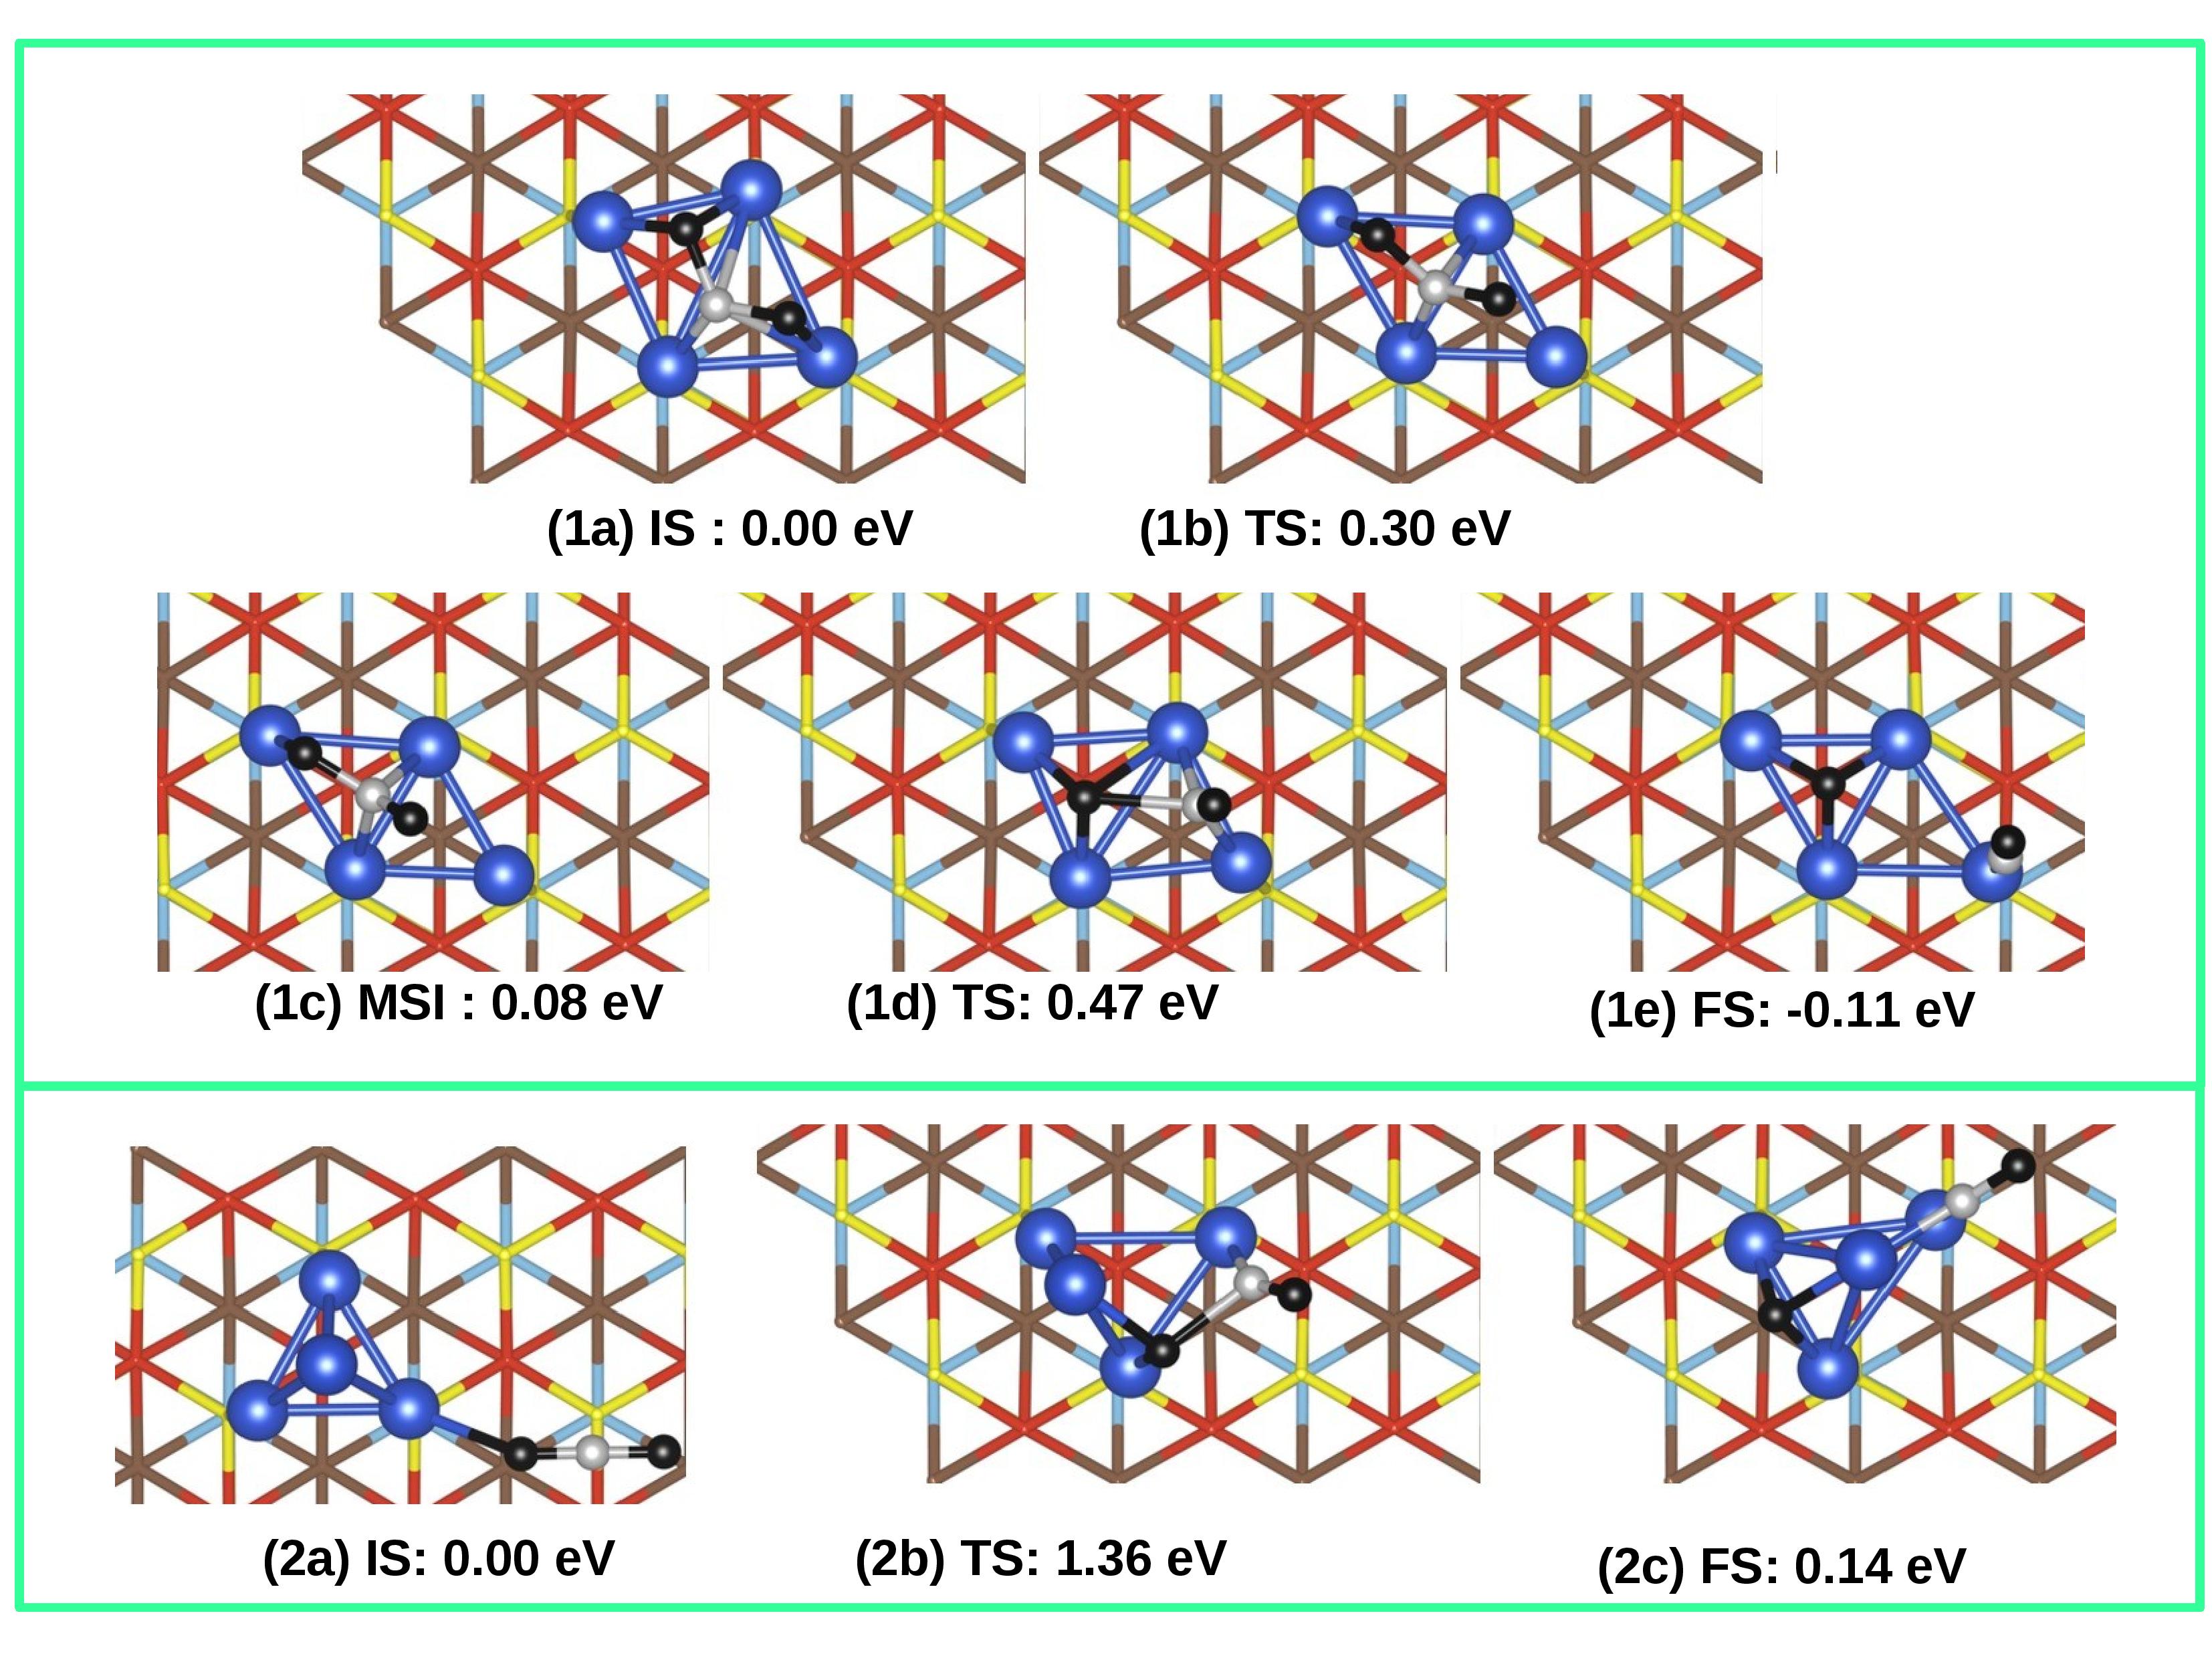 (1a) IS : 0.00 eV
(1b) TS: 0.30 eV
(1c) MSI : 0.08 eV
(1d) TS: 0.47 eV
(1e) FS: -0.11 eV
(2a) IS: 0.00 eV
(2b) TS: 1.36 eV
(2c) FS: 0.14 eV